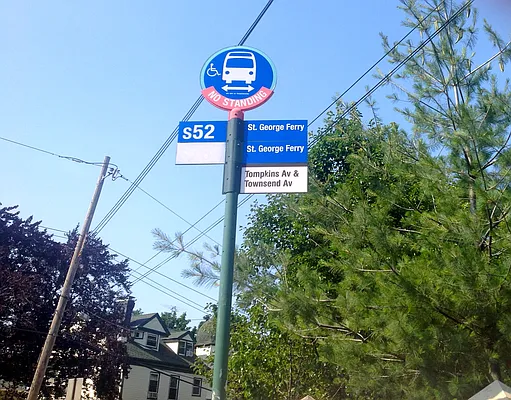 NO STANDING
S52
St. George Ferry
St. George Ferry
Tompkins Av &
Townsend Av